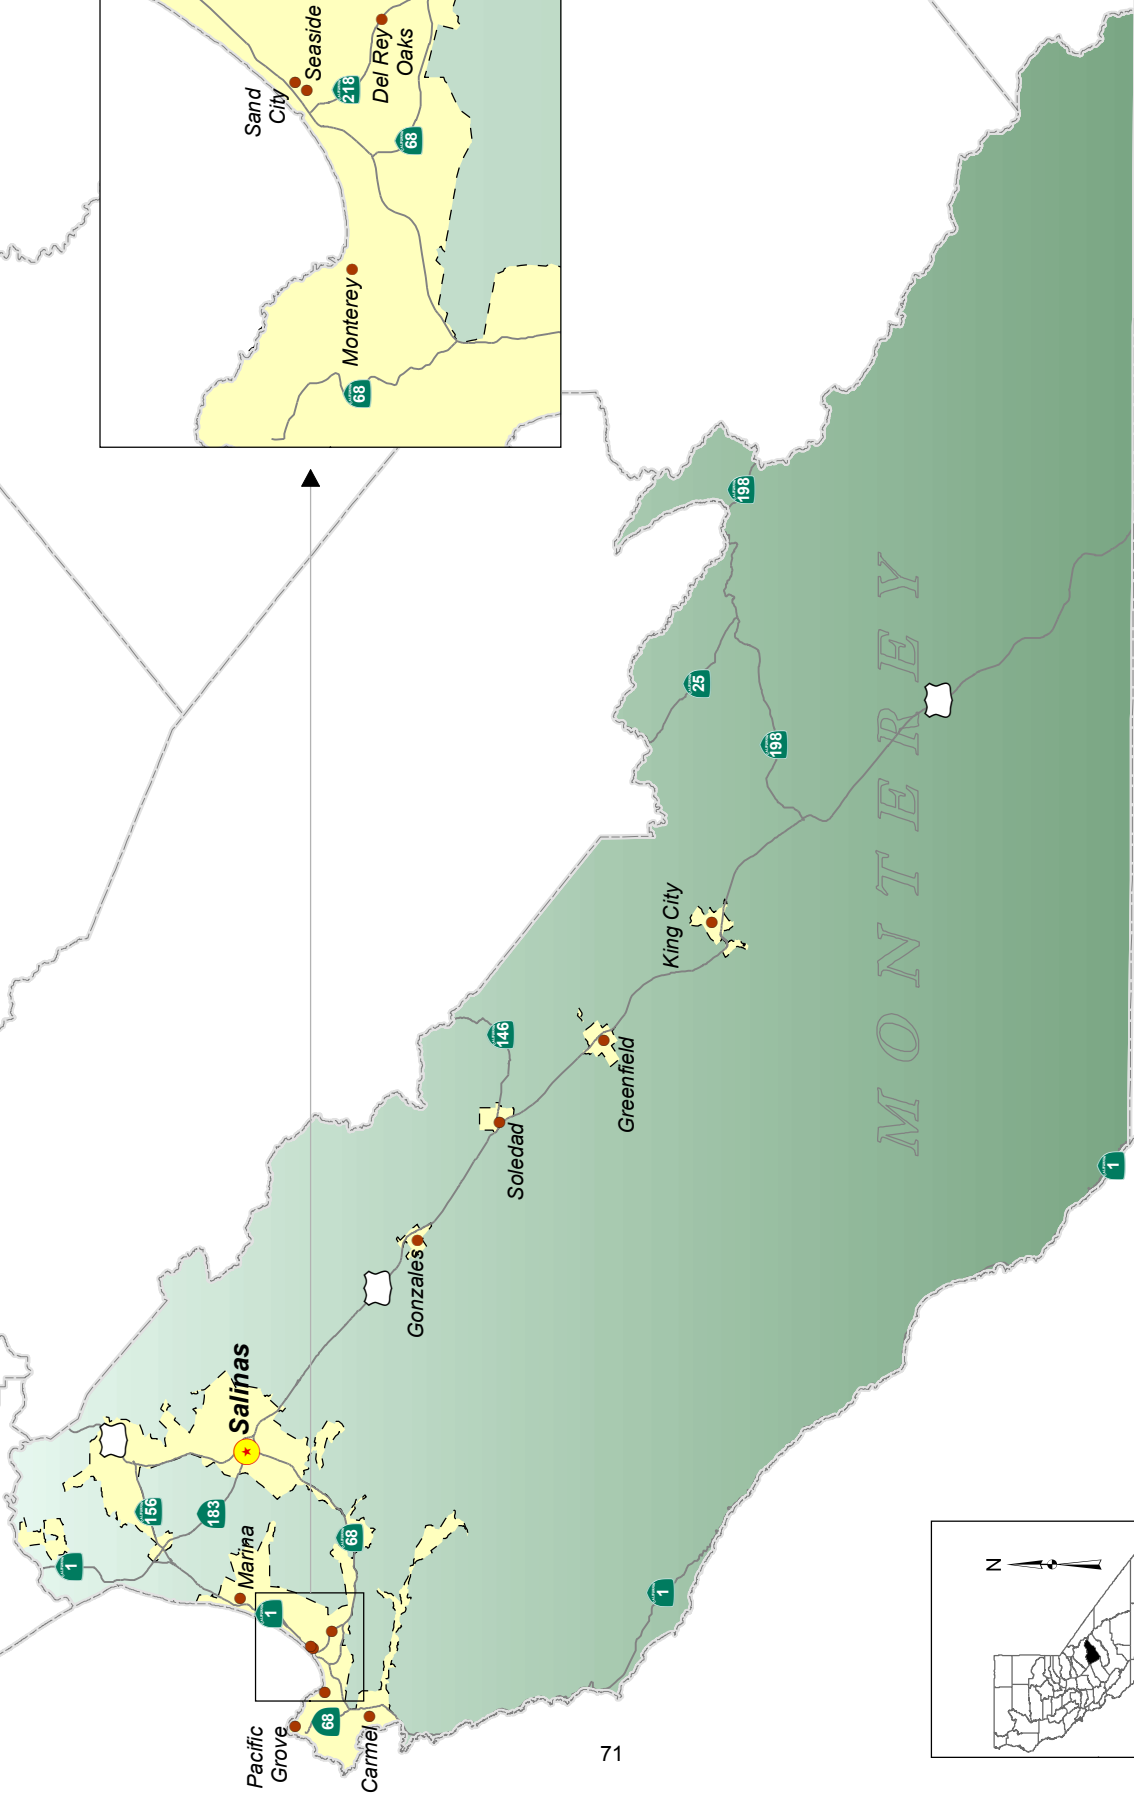 Sand
City
Seaside
Del Rey
Oaks
218
68
Monterey
68
198
25
198
MONTEREY
King City
146
Greenfield
Soledad
1
Gonzales
Salinas
156
183
1
Marina
68
1
1
68
Pacific
Grove
Carmel
71
N